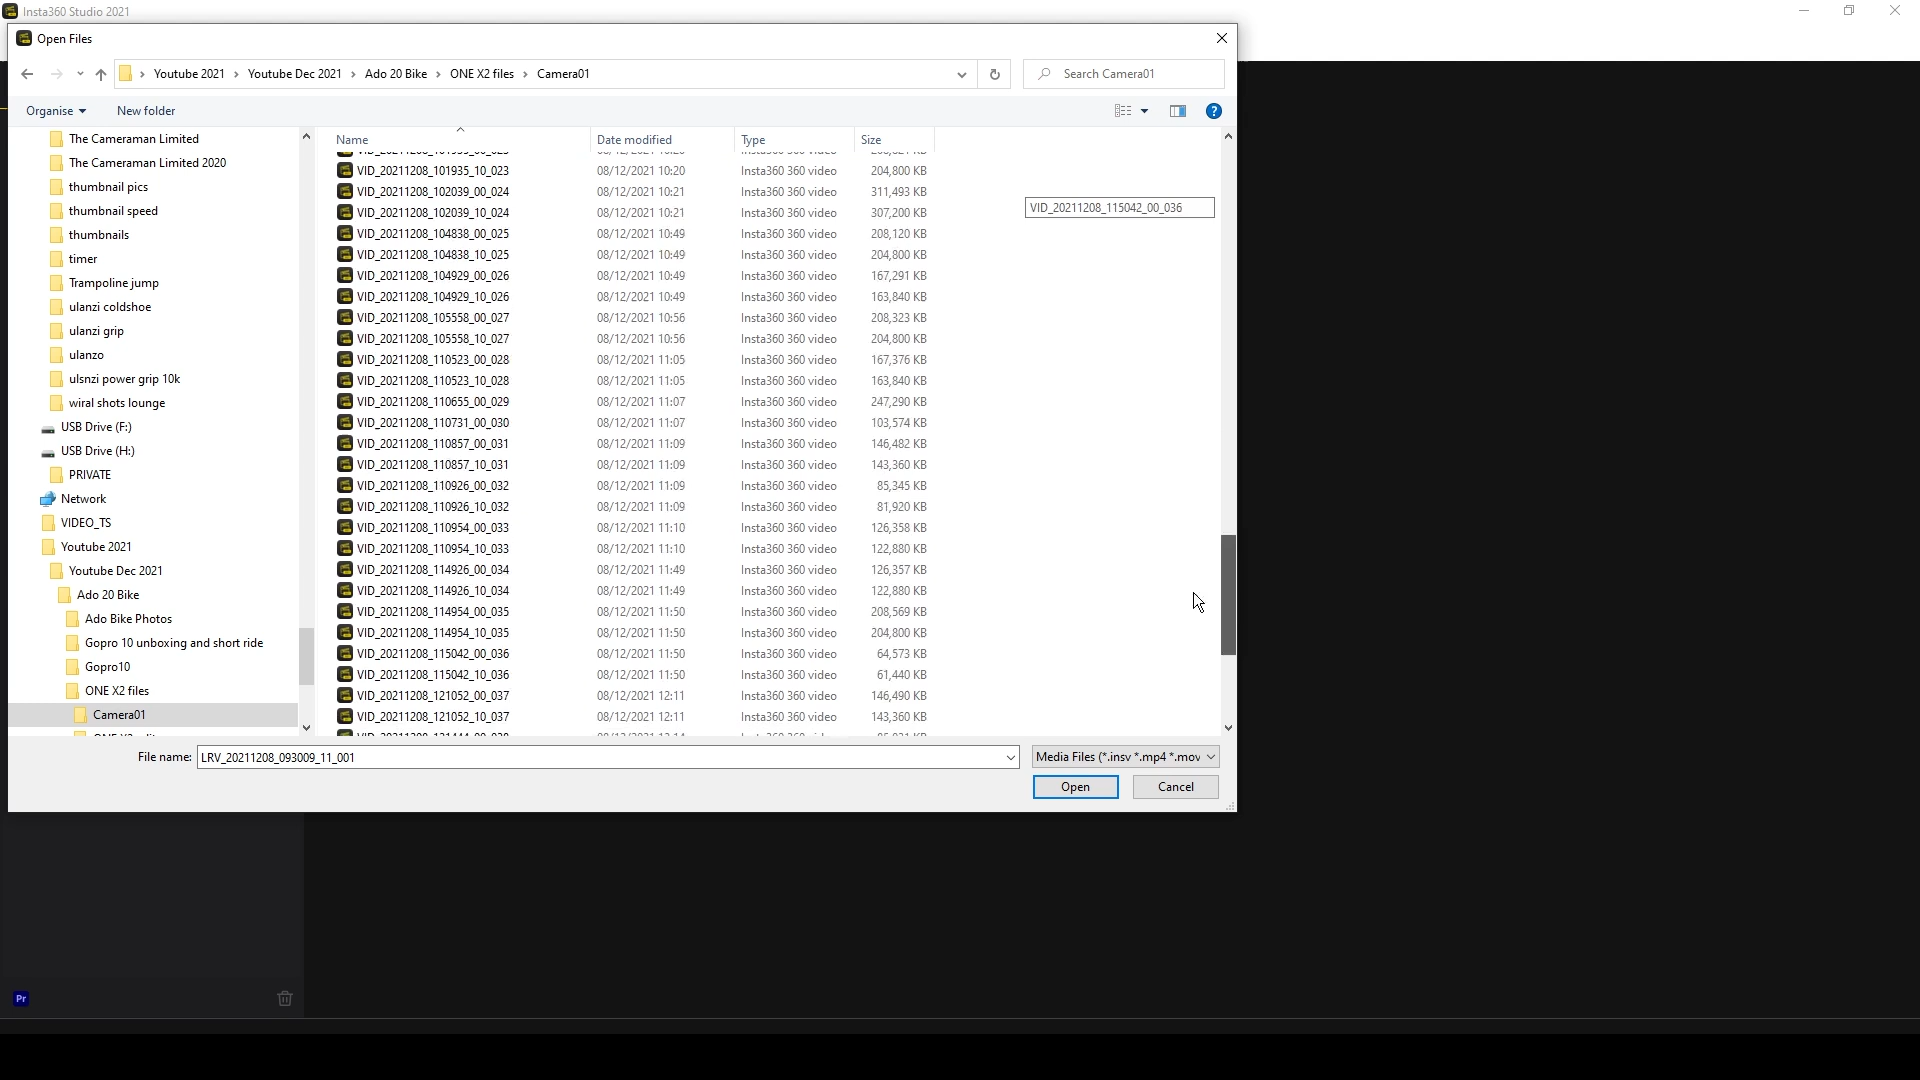 Insta360 Studio 2021
Open Files
Youtube 2021 › Youtube Dec 2021 › Ado 20 Bike › ONE X2 files › Camera01
Search Camera01
Organise
New folder
The Cameraman Limited
The Cameraman Limited 2020
thumbnail pics
thumbnail speed
thumbnails
timer
Trampoline jump
ulanzi coldshoe
ulanzi grip
ulanzo
ulsnzi power grip 10k
wiral shots lounge
USB Drive (F:)
USB Drive (H:)
PRIVATE
Network
VIDEO_TS
Youtube 2021
Youtube Dec 2021
Ado 20 Bike
Ado Bike Photos
Gopro 10 unboxing and short ride
Gopro10
ONE X2 files
Camera01
Name Date modified Type Size
VID_20211208_101935_10_023 08/12/2021 10:20 Insta360 360 video 204,800 KB
VID_20211208_102039_00_024 08/12/2021 10:21 Insta360 360 video 311,493 KB
VID_20211208_102039_10_024 08/12/2021 10:21 Insta360 360 video 307,200 KB
VID_20211208_104838_00_025 08/12/2021 10:49 Insta360 360 video 208,120 KB
VID_20211208_104838_10_025 08/12/2021 10:49 Insta360 360 video 204,800 KB
VID_20211208_104929_00_026 08/12/2021 10:49 Insta360 360 video 167,291 KB
VID_20211208_104929_10_026 08/12/2021 10:49 Insta360 360 video 163,840 KB
VID_20211208_105558_00_027 08/12/2021 10:56 Insta360 360 video 208,323 KB
VID_20211208_105558_10_027 08/12/2021 10:56 Insta360 360 video 204,800 KB
VID_20211208_110523_00_028 08/12/2021 11:05 Insta360 360 video 167,376 KB
VID_20211208_110523_10_028 08/12/2021 11:05 Insta360 360 video 163,840 KB
VID_20211208_110655_00_029 08/12/2021 11:07 Insta360 360 video 247,290 KB
VID_20211208_110731_00_030 08/12/2021 11:07 Insta360 360 video 103,574 KB
VID_20211208_110857_00_031 08/12/2021 11:09 Insta360 360 video 146,482 KB
VID_20211208_110857_10_031 08/12/2021 11:09 Insta360 360 video 143,360 KB
VID_20211208_110926_00_032 08/12/2021 11:09 Insta360 360 video 85,345 KB
VID_20211208_110926_10_032 08/12/2021 11:09 Insta360 360 video 81,920 KB
VID_20211208_110954_00_033 08/12/2021 11:10 Insta360 360 video 126,358 KB
VID_20211208_110954_10_033 08/12/2021 11:10 Insta360 360 video 122,880 KB
VID_20211208_114926_00_034 08/12/2021 11:49 Insta360 360 video 126,357 KB
VID_20211208_114926_10_034 08/12/2021 11:49 Insta360 360 video 122,880 KB
VID_20211208_114954_00_035 08/12/2021 11:50 Insta360 360 video 208,569 KB
VID_20211208_114954_10_035 08/12/2021 11:50 Insta360 360 video 204,800 KB
VID_20211208_115042_00_036 08/12/2021 11:50 Insta360 360 video 64,573 KB
VID_20211208_115042_10_036 08/12/2021 11:50 Insta360 360 video 61,440 KB
VID_20211208_121052_00_037 08/12/2021 12:11 Insta360 360 video 146,490 KB
VID_20211208_121052_10_037 08/12/2021 12:11 Insta360 360 video 143,360 KB
VID_20211208_115042_00_036
File name: LRV_20211208_093009_11_001
Media Files (*.insv *.mp4 *.mov
Open
Cancel
Pr